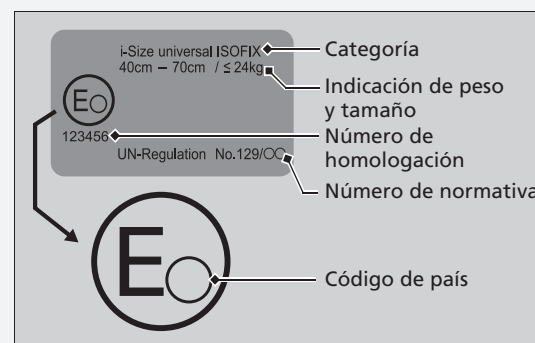 i-Size universal ISOFIX
40cm – 70cm / ≤ 24kg
E○
123456
UN-Regulation No.129/○○
Categoría
Indicación de peso
y tamaño
Número de
homologación
Número de normativa
E○
Código de país